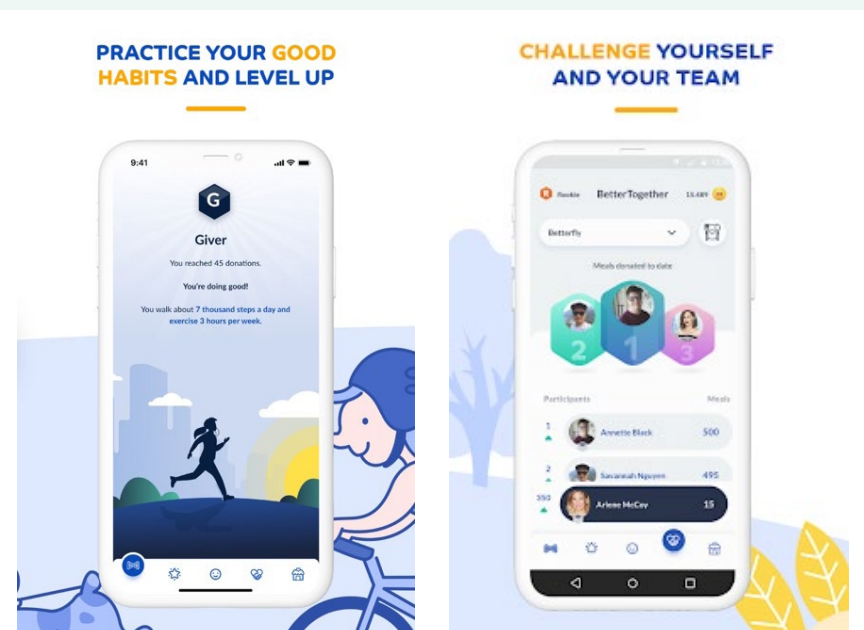 PRACTICE YOUR GOOD
HABITS AND LEVEL UP
9:41
G
Giver
You reached 45 donations.
You're doing good!
You walk about 7 thousand steps a day and
exercise 3 hours per week.
CHALLENGE YOURSELF
AND YOUR TEAM
Rookie BetterTogether 15.489
Betterfly
Meals donated to date
2 1 3
Participants Meals
1 Annette Black 500
2 Savannah Nguyen 495
350 Arlene McCoy 15